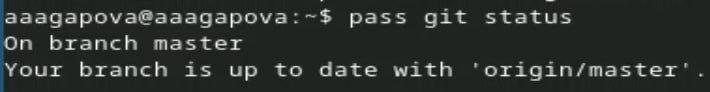 aaagapova@aaagapova:~$ pass git status
On branch master
Your branch is up to date with 'origin/master'.